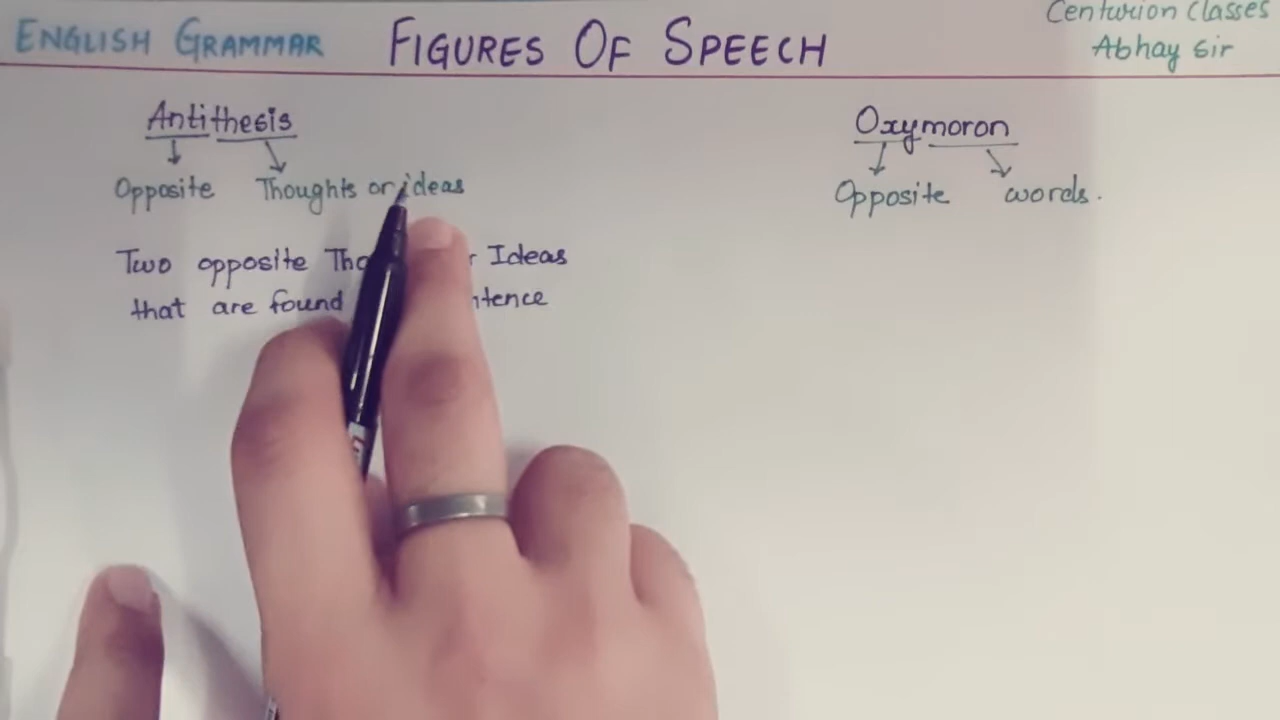 ENGLISH GRAMMAR FIGURES OF SPEECH
Centurion Classes
Abhay Sir
Antithesis
Opposite Thoughts or ideas
Two opposite Ideas
that are found
Oxymoron
Opposite words.